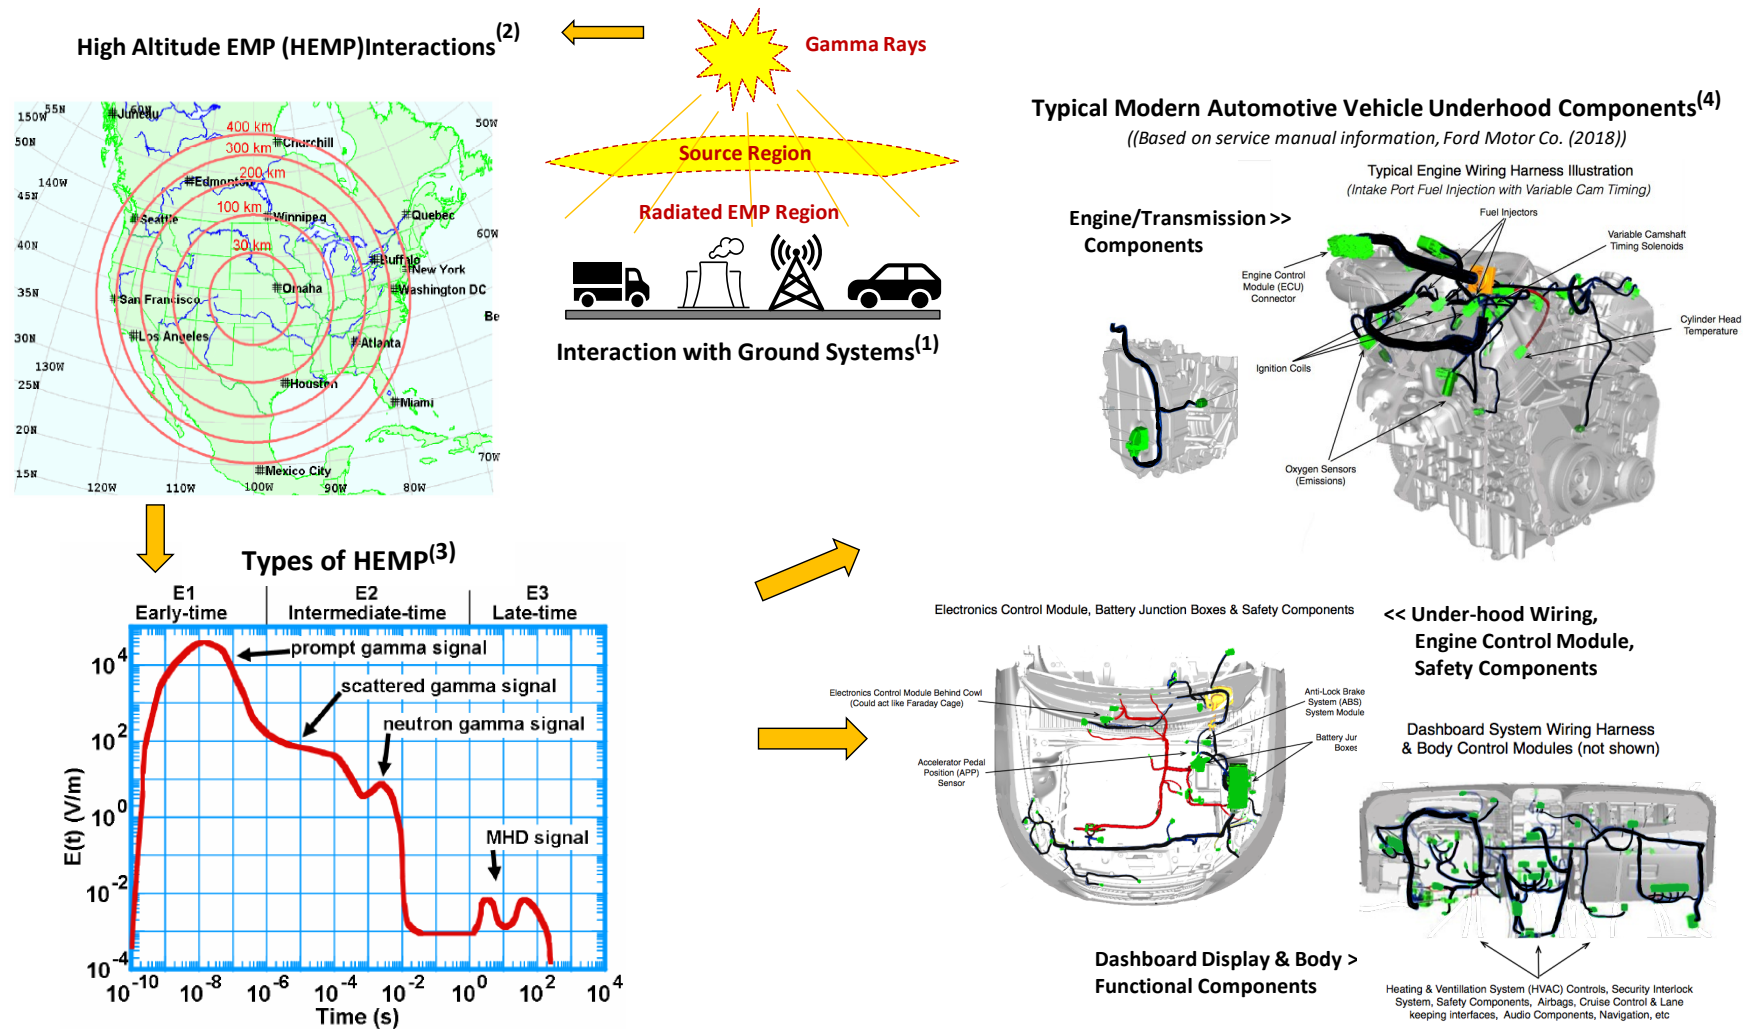 High Altitude EMP (HEMP)Interactions(2)
Gamma Rays
Source Region
Radiated EMP Region
Interaction with Ground Systems(1)
150W
55N
60N
50W
50N
140W
45N
40N
60W
35N
30N
130W
25N
20N
15N
70W
120W
110W
100W
90W
80W
Juneau
400 km
Churchill
300 km
200 km
Edmonton
100 km
Seattle
Winnipeg
Quebec
30 km
Buffalo
New York
Omaha
Washington DC
San Francisco
Be
Los Angeles
Atlanta
Houston
Miami
Mexico City
Types of HEMP(3)
E1
Early-time
E2
Intermediate-time
E3
Late-time
prompt gamma signal
scattered gamma signal
neutron gamma signal
MHD signal
E(t) (V/m)
10^4
10^2
10^0
10^-2
10^-4
10^-10
10^-8
10^-6
10^-4
10^-2
10^0
10^2
10^4
Time (s)
Typical Modern Automotive Vehicle Underhood Components(4)
((Based on service manual information, Ford Motor Co. (2018))
Typical Engine Wiring Harness Illustration
(Intake Port Fuel Injection with Variable Cam Timing)
Engine/Transmission >>
Components
Fuel Injectors
Variable Camshaft
Timing Solenoids
Engine Control
Module (ECU)
Connector
Cylinder Head
Temperature
Ignition Coils
Oxygen Sensors
(Emissions)
Electronics Control Module, Battery Junction Boxes & Safety Components
<< Under-hood Wiring,
Engine Control Module,
Safety Components
Electronics Control Module Behind Cowl
(Could act like Faraday Cage)
Anti-Lock Brake
System (ABS)
System Module
Battery Jur
Boxes
Accelerator Pedal
Position (APP)
Sensor
Dashboard System Wiring Harness
& Body Control Modules (not shown)
Dashboard Display & Body >
Functional Components
Heating & Ventillation System (HVAC) Controls, Security Interlock
System, Safety Components, Airbags, Cruise Control & Lane
keeping interfaces, Audio Components, Navigation, etc